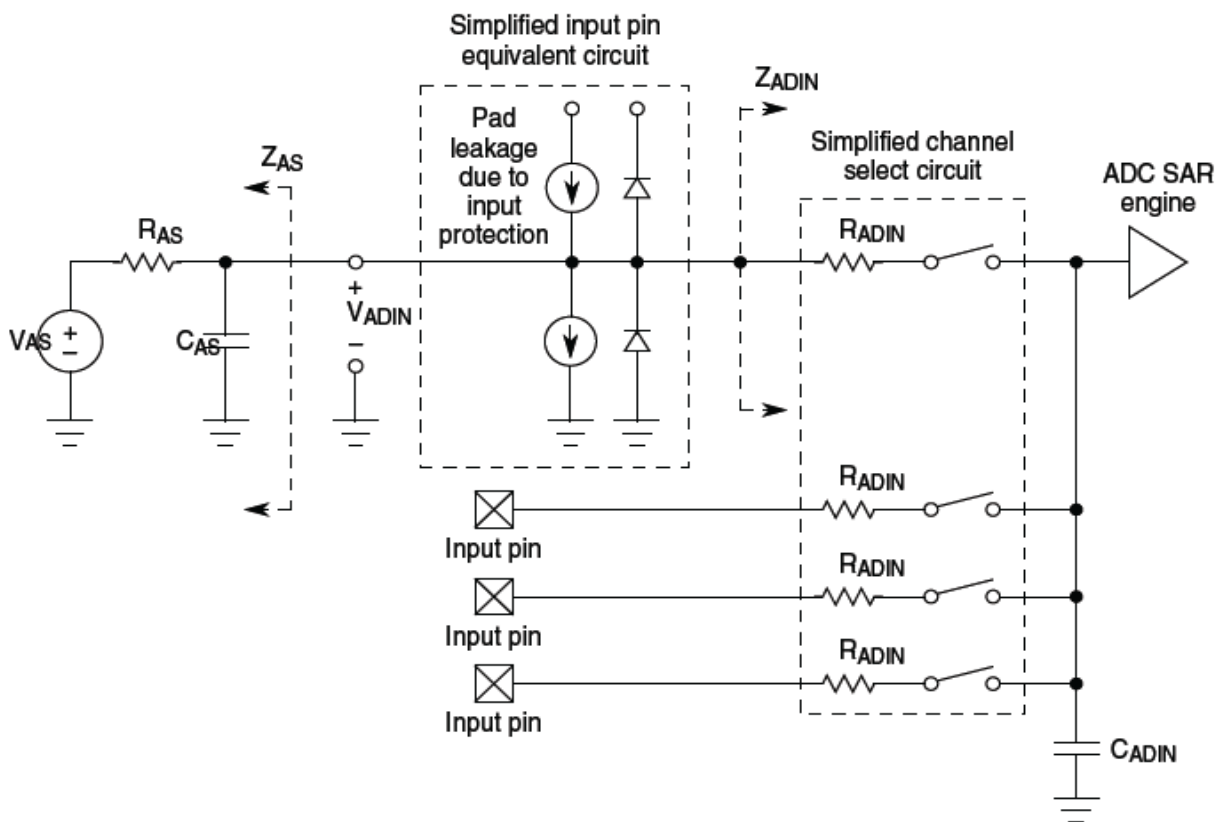 Simplified input pin
equivalent circuit
Pad
leakage
due to
input
protection
ZADIN
Simplified channel
select circuit
ADC SAR
engine
ZAS
RAS
RADIN
+
VADIN
−
VAS
+
−
CAS
RADIN
Input pin
RADIN
Input pin
RADIN
Input pin
CADIN